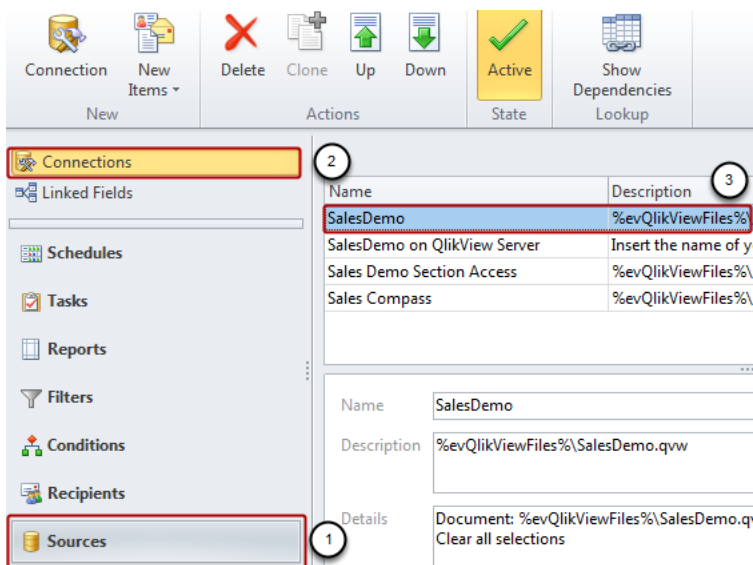 Connection
New Items
Delete
Clone
Up
Down
Active
Show Dependencies
New
Actions
State
Lookup
Connections
2
Linked Fields
Schedules
Tasks
Reports
Filters
Conditions
Recipients
Sources
1
3
Name Description
SalesDemo %evQlikViewFiles%\
SalesDemo on QlikView Server Insert the name of y
Sales Demo Section Access %evQlikViewFiles%\
Sales Compass %evQlikViewFiles%\
Name SalesDemo
Description %evQlikViewFiles%\SalesDemo.qvw
Details Document: %evQlikViewFiles%\SalesDemo.qv
Clear all selections